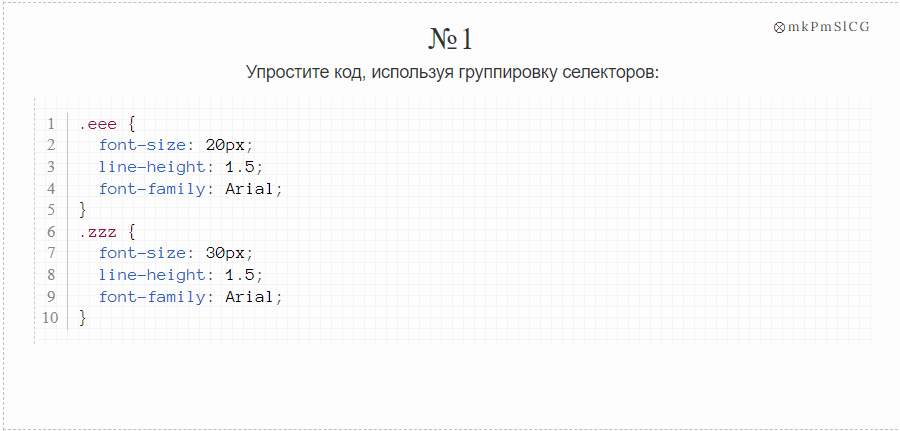 ⊗mkPmSlCG
№1
Упростите код, используя группировку селекторов:
1 .eee {
2 font-size: 20px;
3 line-height: 1.5;
4 font-family: Arial;
5 }
6 .zzz {
7 font-size: 30px;
8 line-height: 1.5;
9 font-family: Arial;
10 }